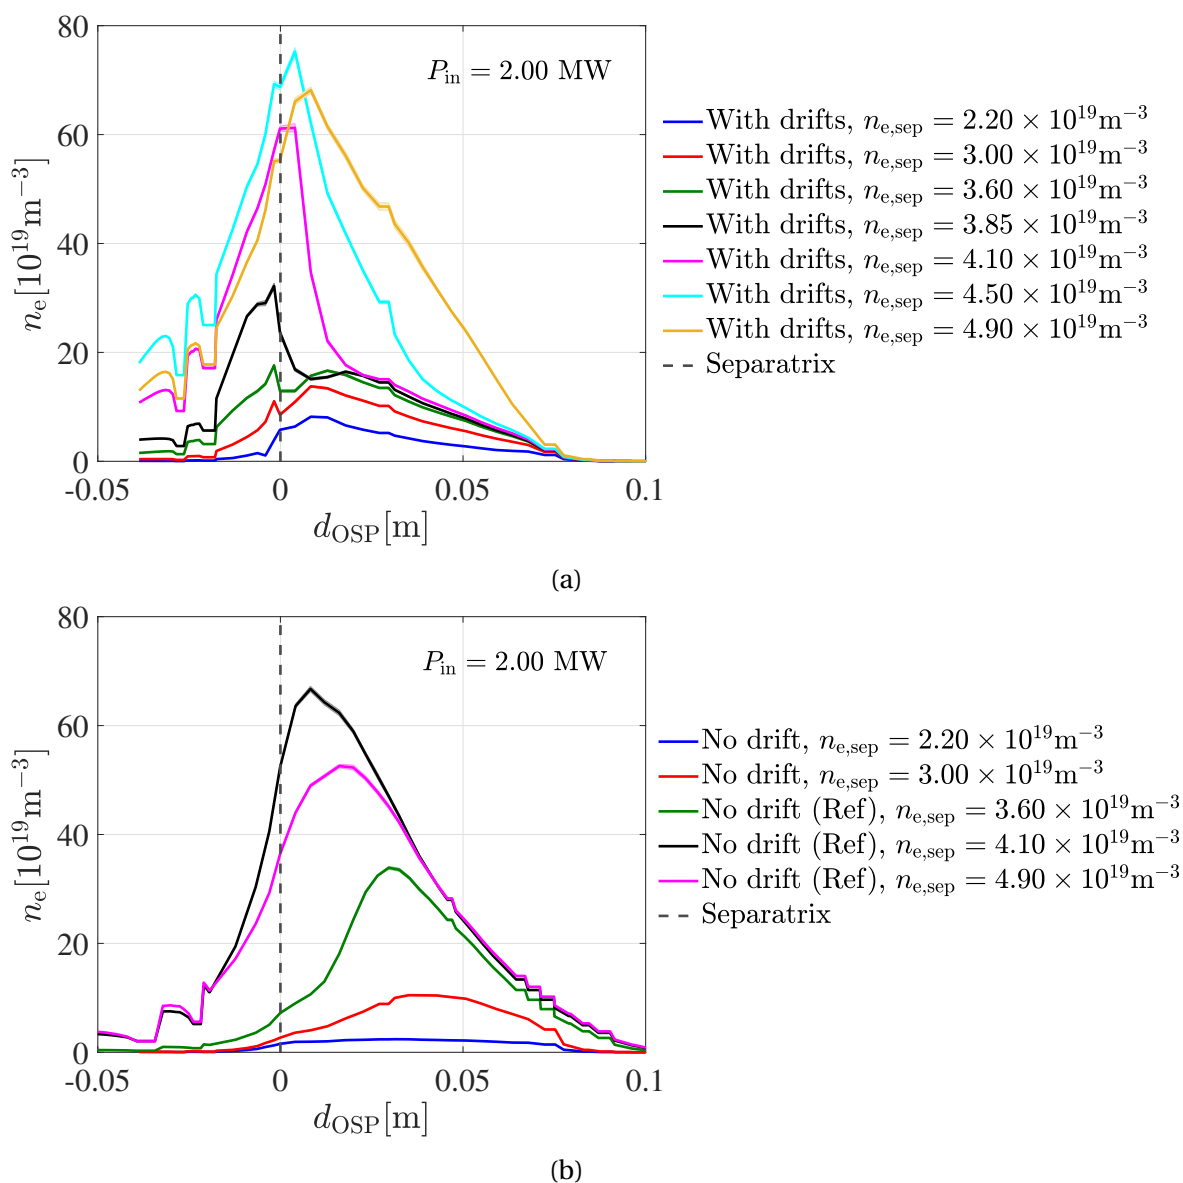 80
60
40
20
0
-0.05
0
0.05
0.1
n_e[10^19 m^−3]
d_OSP[m]
P_in = 2.00 MW
With drifts, n_e,sep = 2.20 × 10^19 m^−3
With drifts, n_e,sep = 3.00 × 10^19 m^−3
With drifts, n_e,sep = 3.60 × 10^19 m^−3
With drifts, n_e,sep = 3.85 × 10^19 m^−3
With drifts, n_e,sep = 4.10 × 10^19 m^−3
With drifts, n_e,sep = 4.50 × 10^19 m^−3
With drifts, n_e,sep = 4.90 × 10^19 m^−3
Separatrix
(a)
80
60
40
20
0
-0.05
0
0.05
0.1
n_e[10^19 m^−3]
d_OSP[m]
P_in = 2.00 MW
No drift, n_e,sep = 2.20 × 10^19 m^−3
No drift, n_e,sep = 3.00 × 10^19 m^−3
No drift (Ref), n_e,sep = 3.60 × 10^19 m^−3
No drift (Ref), n_e,sep = 4.10 × 10^19 m^−3
No drift (Ref), n_e,sep = 4.90 × 10^19 m^−3
Separatrix
(b)